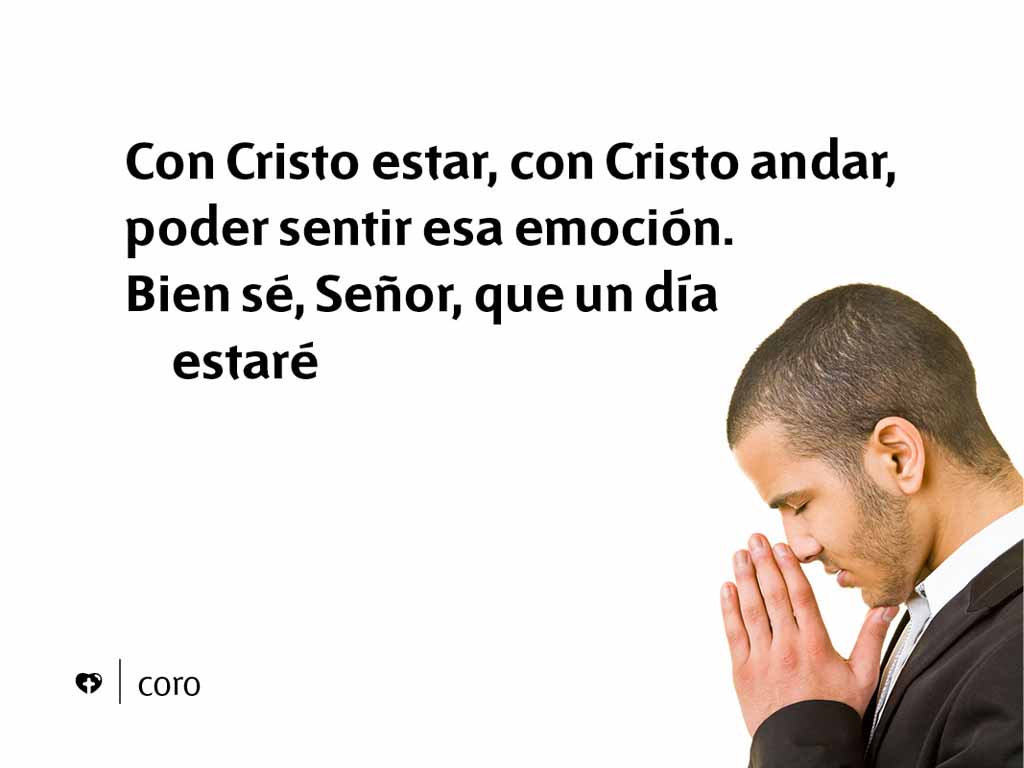 Con Cristo estar, con Cristo andar,
poder sentir esa emoción.
Bien sé, Señor, que un día
estaré
coro